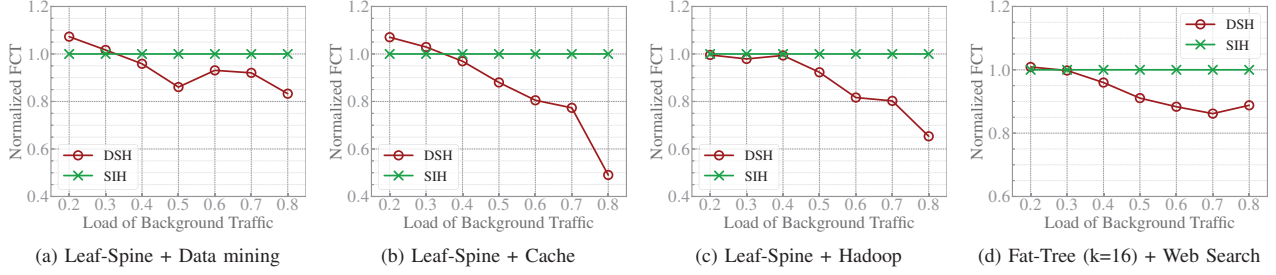 1.2
1.0
0.8
0.6
0.4
Normalized FCT
DSH
SIH
0.2 0.3 0.4 0.5 0.6 0.7 0.8
Load of Background Traffic
(a) Leaf-Spine + Data mining
1.2
1.0
0.8
0.6
0.4
Normalized FCT
DSH
SIH
0.2 0.3 0.4 0.5 0.6 0.7 0.8
Load of Background Traffic
(b) Leaf-Spine + Cache
1.2
1.0
0.8
0.6
0.4
Normalized FCT
DSH
SIH
0.2 0.3 0.4 0.5 0.6 0.7 0.8
Load of Background Traffic
(c) Leaf-Spine + Hadoop
1.2
1.0
0.8
0.6
Normalized FCT
DSH
SIH
0.2 0.3 0.4 0.5 0.6 0.7 0.8
Load of Background Traffic
(d) Fat-Tree (k=16) + Web Search